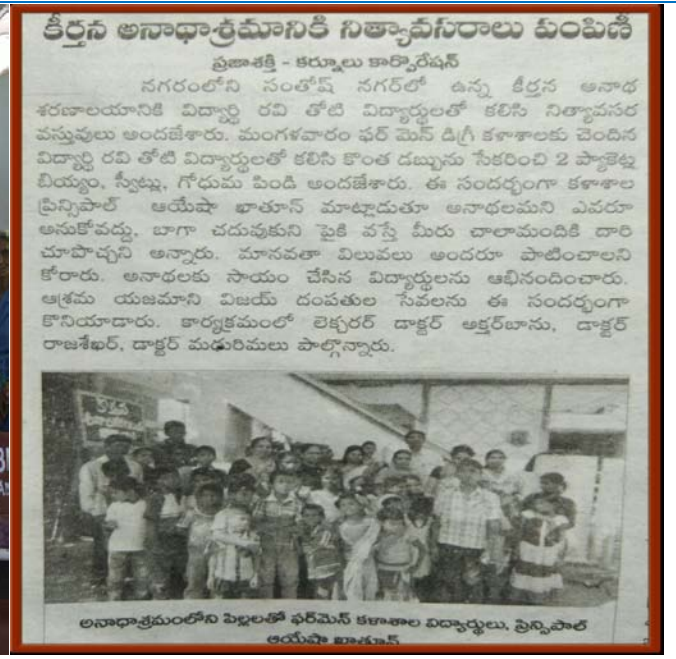 కీర్తన అనాధాశ్రమానికి నిత్యావసరాలు పంపిణీ
ప్రజాశక్తి - కర్నూలు కార్పొరేషన్
నగరంలోని సంతోష్ నగర్‌లో ఉన్న కీర్తన అనాథ
శరణాలయానికి విద్యార్థి రవి తోటి విద్యార్థులతో కలిసి నిత్యావసర
వస్తువులు అందజేశారు. మంగళవారం ఫర్ మెన్ డిగ్రీ కళాశాలకు చెందిన
విద్యార్థి రవి తోటి విద్యార్థులతో కలిసి కొంత డబ్బును సేకరించి 2 ప్యాకెట్ల
బియ్యం, స్వీట్లు, గోధుమ పిండి అందజేశారు. ఈ సందర్భంగా కళాశాల
ప్రిన్సిపాల్ ఆయేషా ఖాతూన్ మాట్లాడుతూ అనాథలమని ఎవరూ
అనుకోవద్దు, బాగా చదువుకుని పైకి వస్తే మీరు చాలామందికి దారి
చూపొచ్చని అన్నారు. మానవతా విలువలు అందరూ పాటించాలని
కోరారు. అనాథలకు సాయం చేసిన విద్యార్థులను అభినందించారు.
ఆశ్రమ యజమాని విజయ్ దంపతుల సేవలను ఈ సందర్భంగా
కొనియాడారు. కార్యక్రమంలో లెక్చరర్ డాక్టర్ అక్తర్‌బాను, డాక్టర్
రాజశేఖర్, డాక్టర్ మఢురిమలు పాల్గొన్నారు.
అనాధాశ్రమంలోని పిల్లలతో ఫర్‌మెన్ కళాశాల విద్యార్థులు, ప్రిన్సిపాల్
ఆయేషా ఖాతూన్